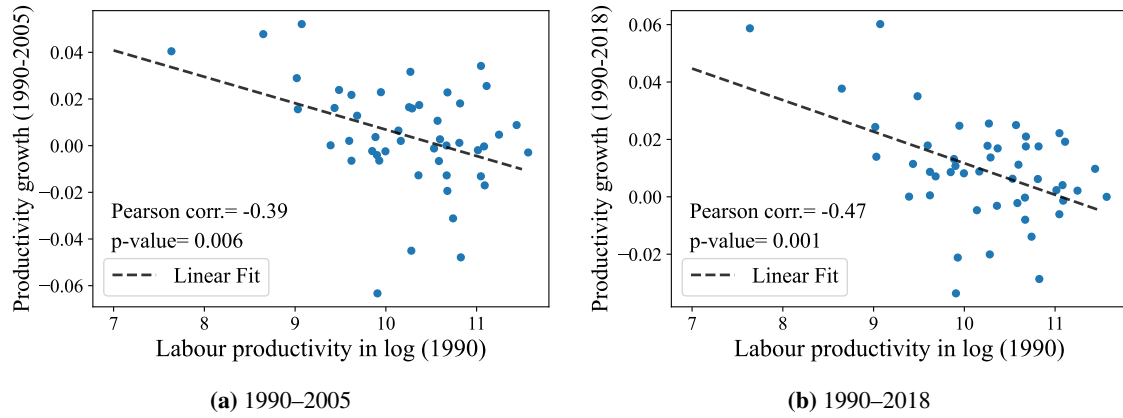 Productivity growth (1990-2005)
0.04
0.02
0.00
−0.02
−0.04
−0.06
Pearson corr.= -0.39
p-value= 0.006
Linear Fit
7 8 9 10 11
Labour productivity in log (1990)
(a) 1990–2005
Productivity growth (1990-2018)
0.06
0.04
0.02
0.00
−0.02
Pearson corr.= -0.47
p-value= 0.001
Linear Fit
7 8 9 10 11
Labour productivity in log (1990)
(b) 1990–2018